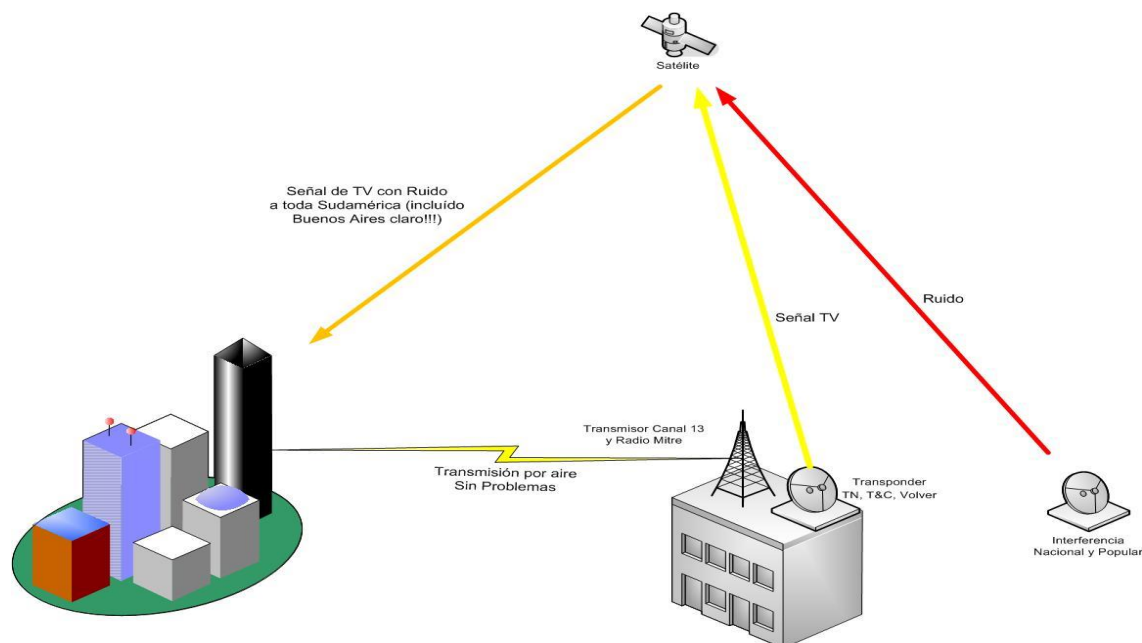 Satélite
Señal de TV con Ruido
a toda Sudamérica (incluído
Buenos Aires claro!!!)
Ruido
Señal TV
Transmisor Canal 13
y Radio Mitre
Transmisión por aire
Sin Problemas
Transponder
TN, T&C, Volver
Interferencia
Nacional y Popular